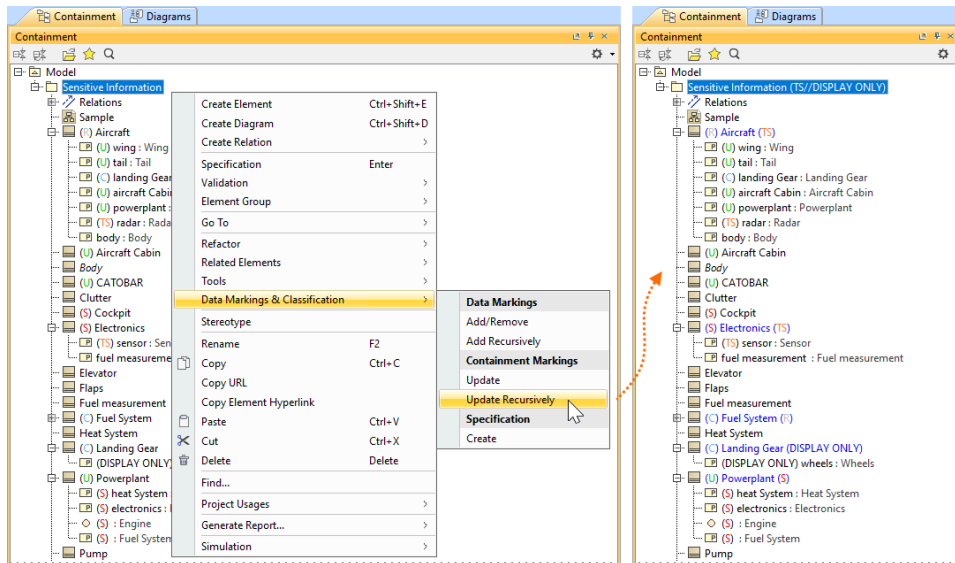 Containment
Diagrams
Containment
Model
Sensitive Information
Relations
Sample
(R) Aircraft
(U) wing : Wing
(U) tail : Tail
(C) landing Gear
(U) aircraft
(U) powerplant :
(TS) radar :
body : Body
(U) Aircraft Cabin
Body
(U) CATOBAR
Clutter
(S) Cockpit
(S) Electronics
(TS) sensor :
fuel
Elevator
Flaps
Fuel measurement
(C) Fuel System
Heat System
(C) Landing Gear
(DISPLAY ONLY)
(U) Powerplant
(S) heat System
(S) electronics :
(S) : Engine
(S) : Fuel System
Pump
Create Element Ctrl+Shift+E
Create Diagram Ctrl+Shift+D
Create Relation
Specification Enter
Validation
Element Group
Go To
Refactor
Related Elements
Tools
Data Markings & Classification
Stereotype
Rename F2
Copy Ctrl+C
Copy URL
Copy Element Hyperlink
Paste Ctrl+V
Cut Ctrl+X
Delete Delete
Find...
Project Usages
Generate Report...
Simulation
Data Markings
Add/Remove
Add Recursively
Containment Markings
Update
Update Recursively
Specification
Create
Containment
Diagrams
Containment
Model
Sensitive Information (TS//DISPLAY ONLY)
Relations
Sample
(R) Aircraft (TS)
(U) wing : Wing
(U) tail : Tail
(C) landing Gear : Landing Gear
(U) aircraft Cabin : Aircraft Cabin
(U) powerplant : Powerplant
(TS) radar : Radar
body : Body
(U) Aircraft Cabin
Body
(U) CATOBAR
Clutter
(S) Cockpit
(S) Electronics (TS)
(TS) sensor : Sensor
fuel measurement : Fuel measurement
Elevator
Flaps
Fuel measurement
(C) Fuel System (R)
Heat System
(C) Landing Gear (DISPLAY ONLY)
(DISPLAY ONLY) wheels : Wheels
(U) Powerplant (S)
(S) heat System : Heat System
(S) electronics : Electronics
(S) : Engine
(S) : Fuel System
Pump